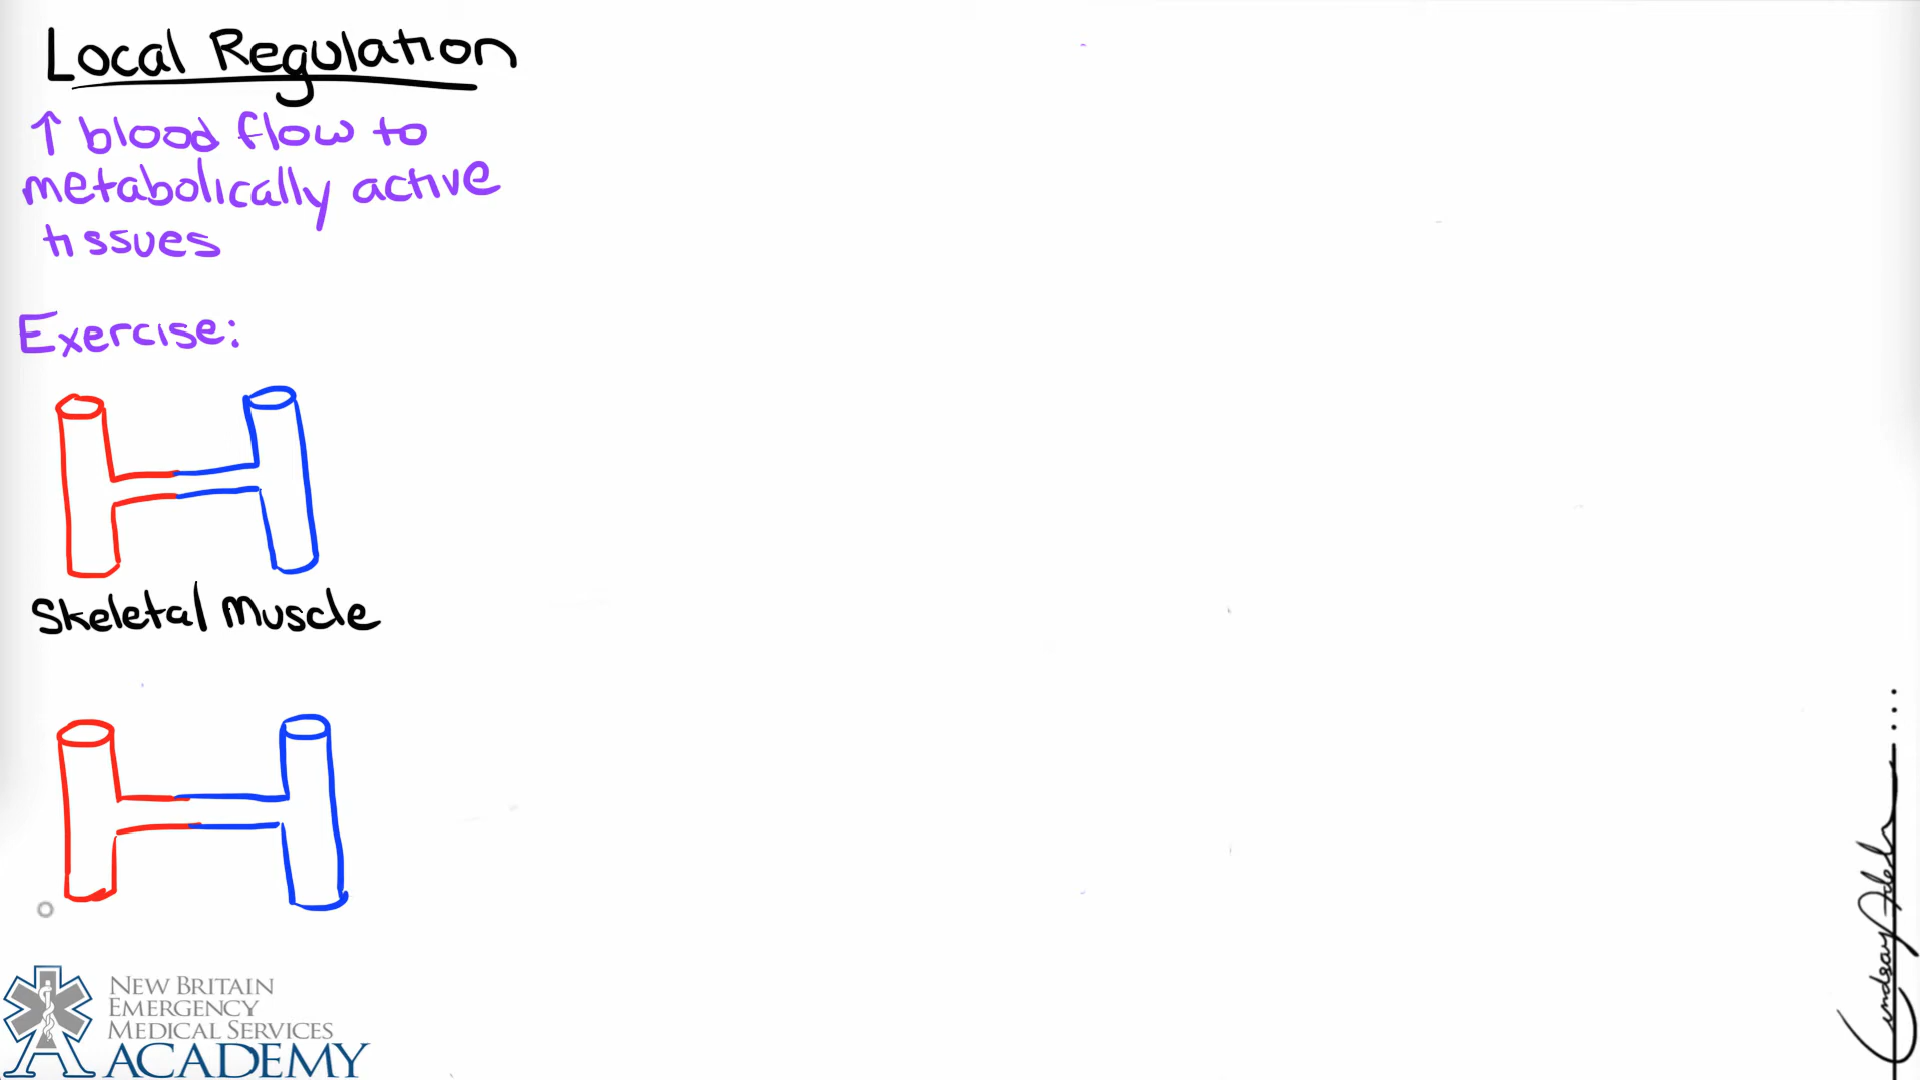 Local Regulation
↑ blood flow to
metabolically active
tissues
Exercise:
Skeletal Muscle
NEW BRITAIN
EMERGENCY
MEDICAL SERVICES
ACADEMY